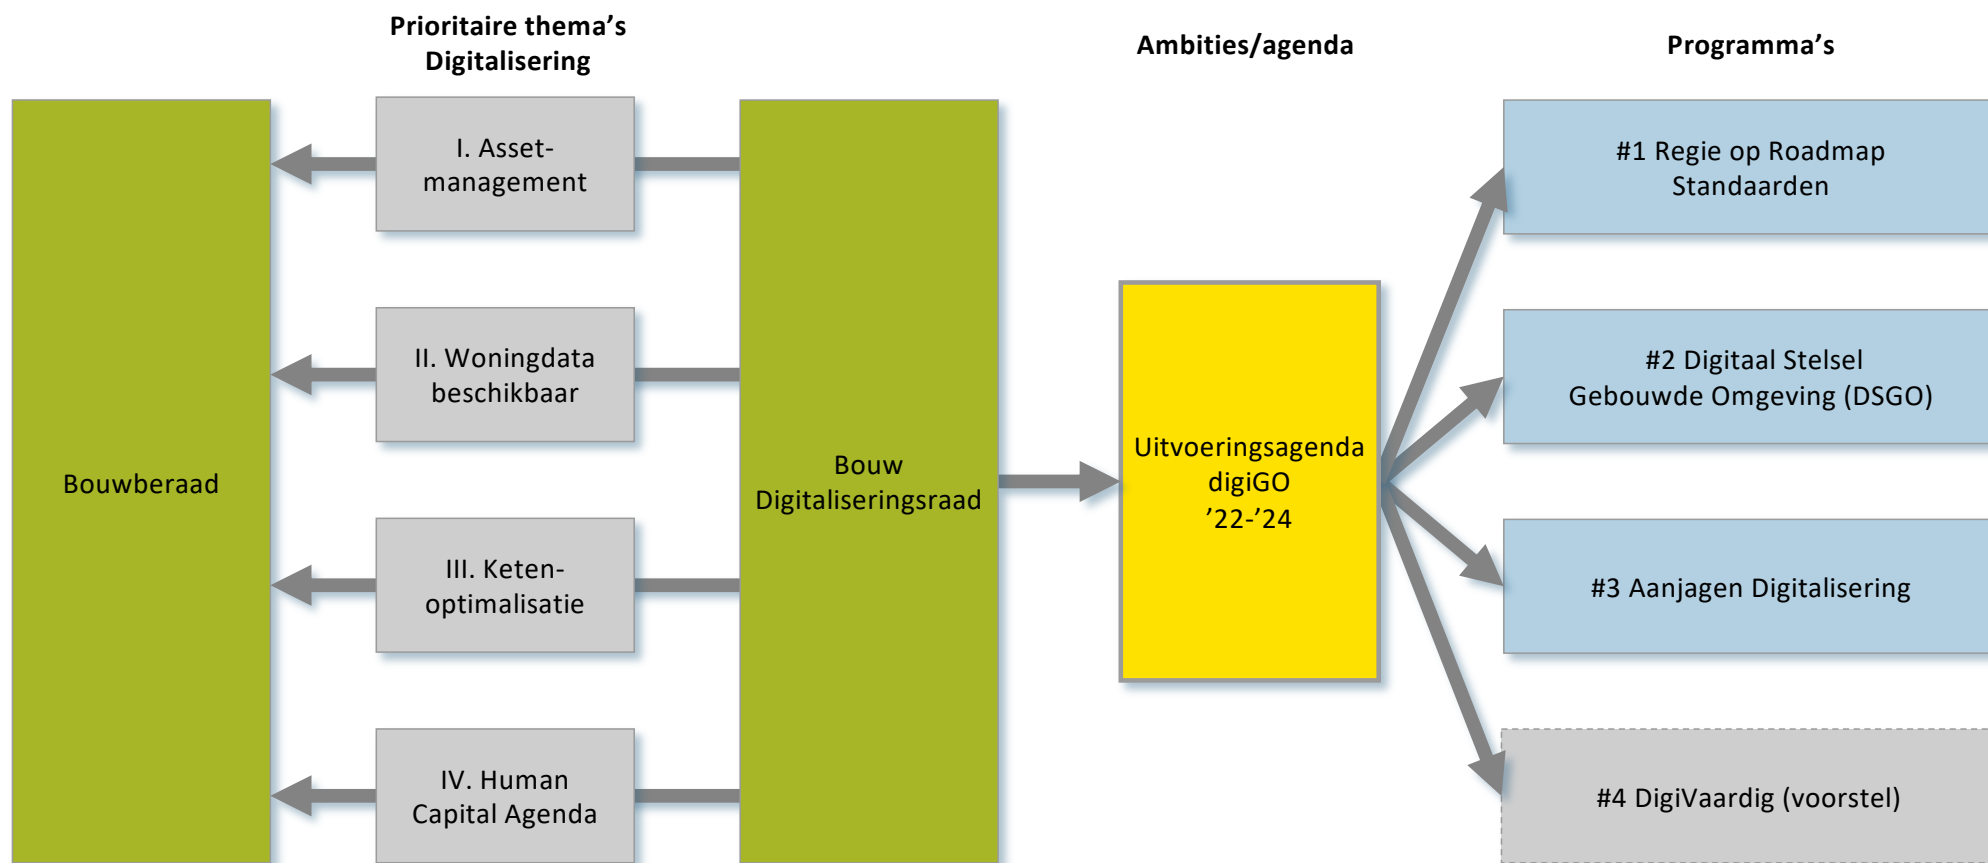 Prioritaire thema’s
Digitalisering
Ambities/agenda
Programma’s
Bouwberaad
I. Asset-
management
II. Woningdata
beschikbaar
III. Keten-
optimalisatie
IV. Human
Capital Agenda
Bouw
Digitaliseringsraad
Uitvoeringsagenda
digiGO
’22-’24
#1 Regie op Roadmap
Standaarden
#2 Digitaal Stelsel
Gebouwde Omgeving (DSGO)
#3 Aanjagen Digitalisering
#4 DigiVaardig (voorstel)